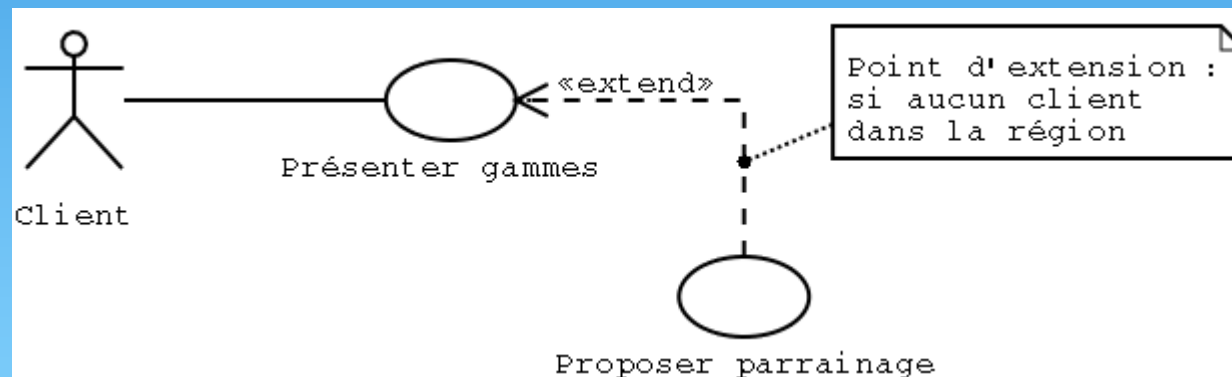 «extend»
Point d'extension :
si aucun client
dans la région
Présenter gammes
Client
Proposer parrainage